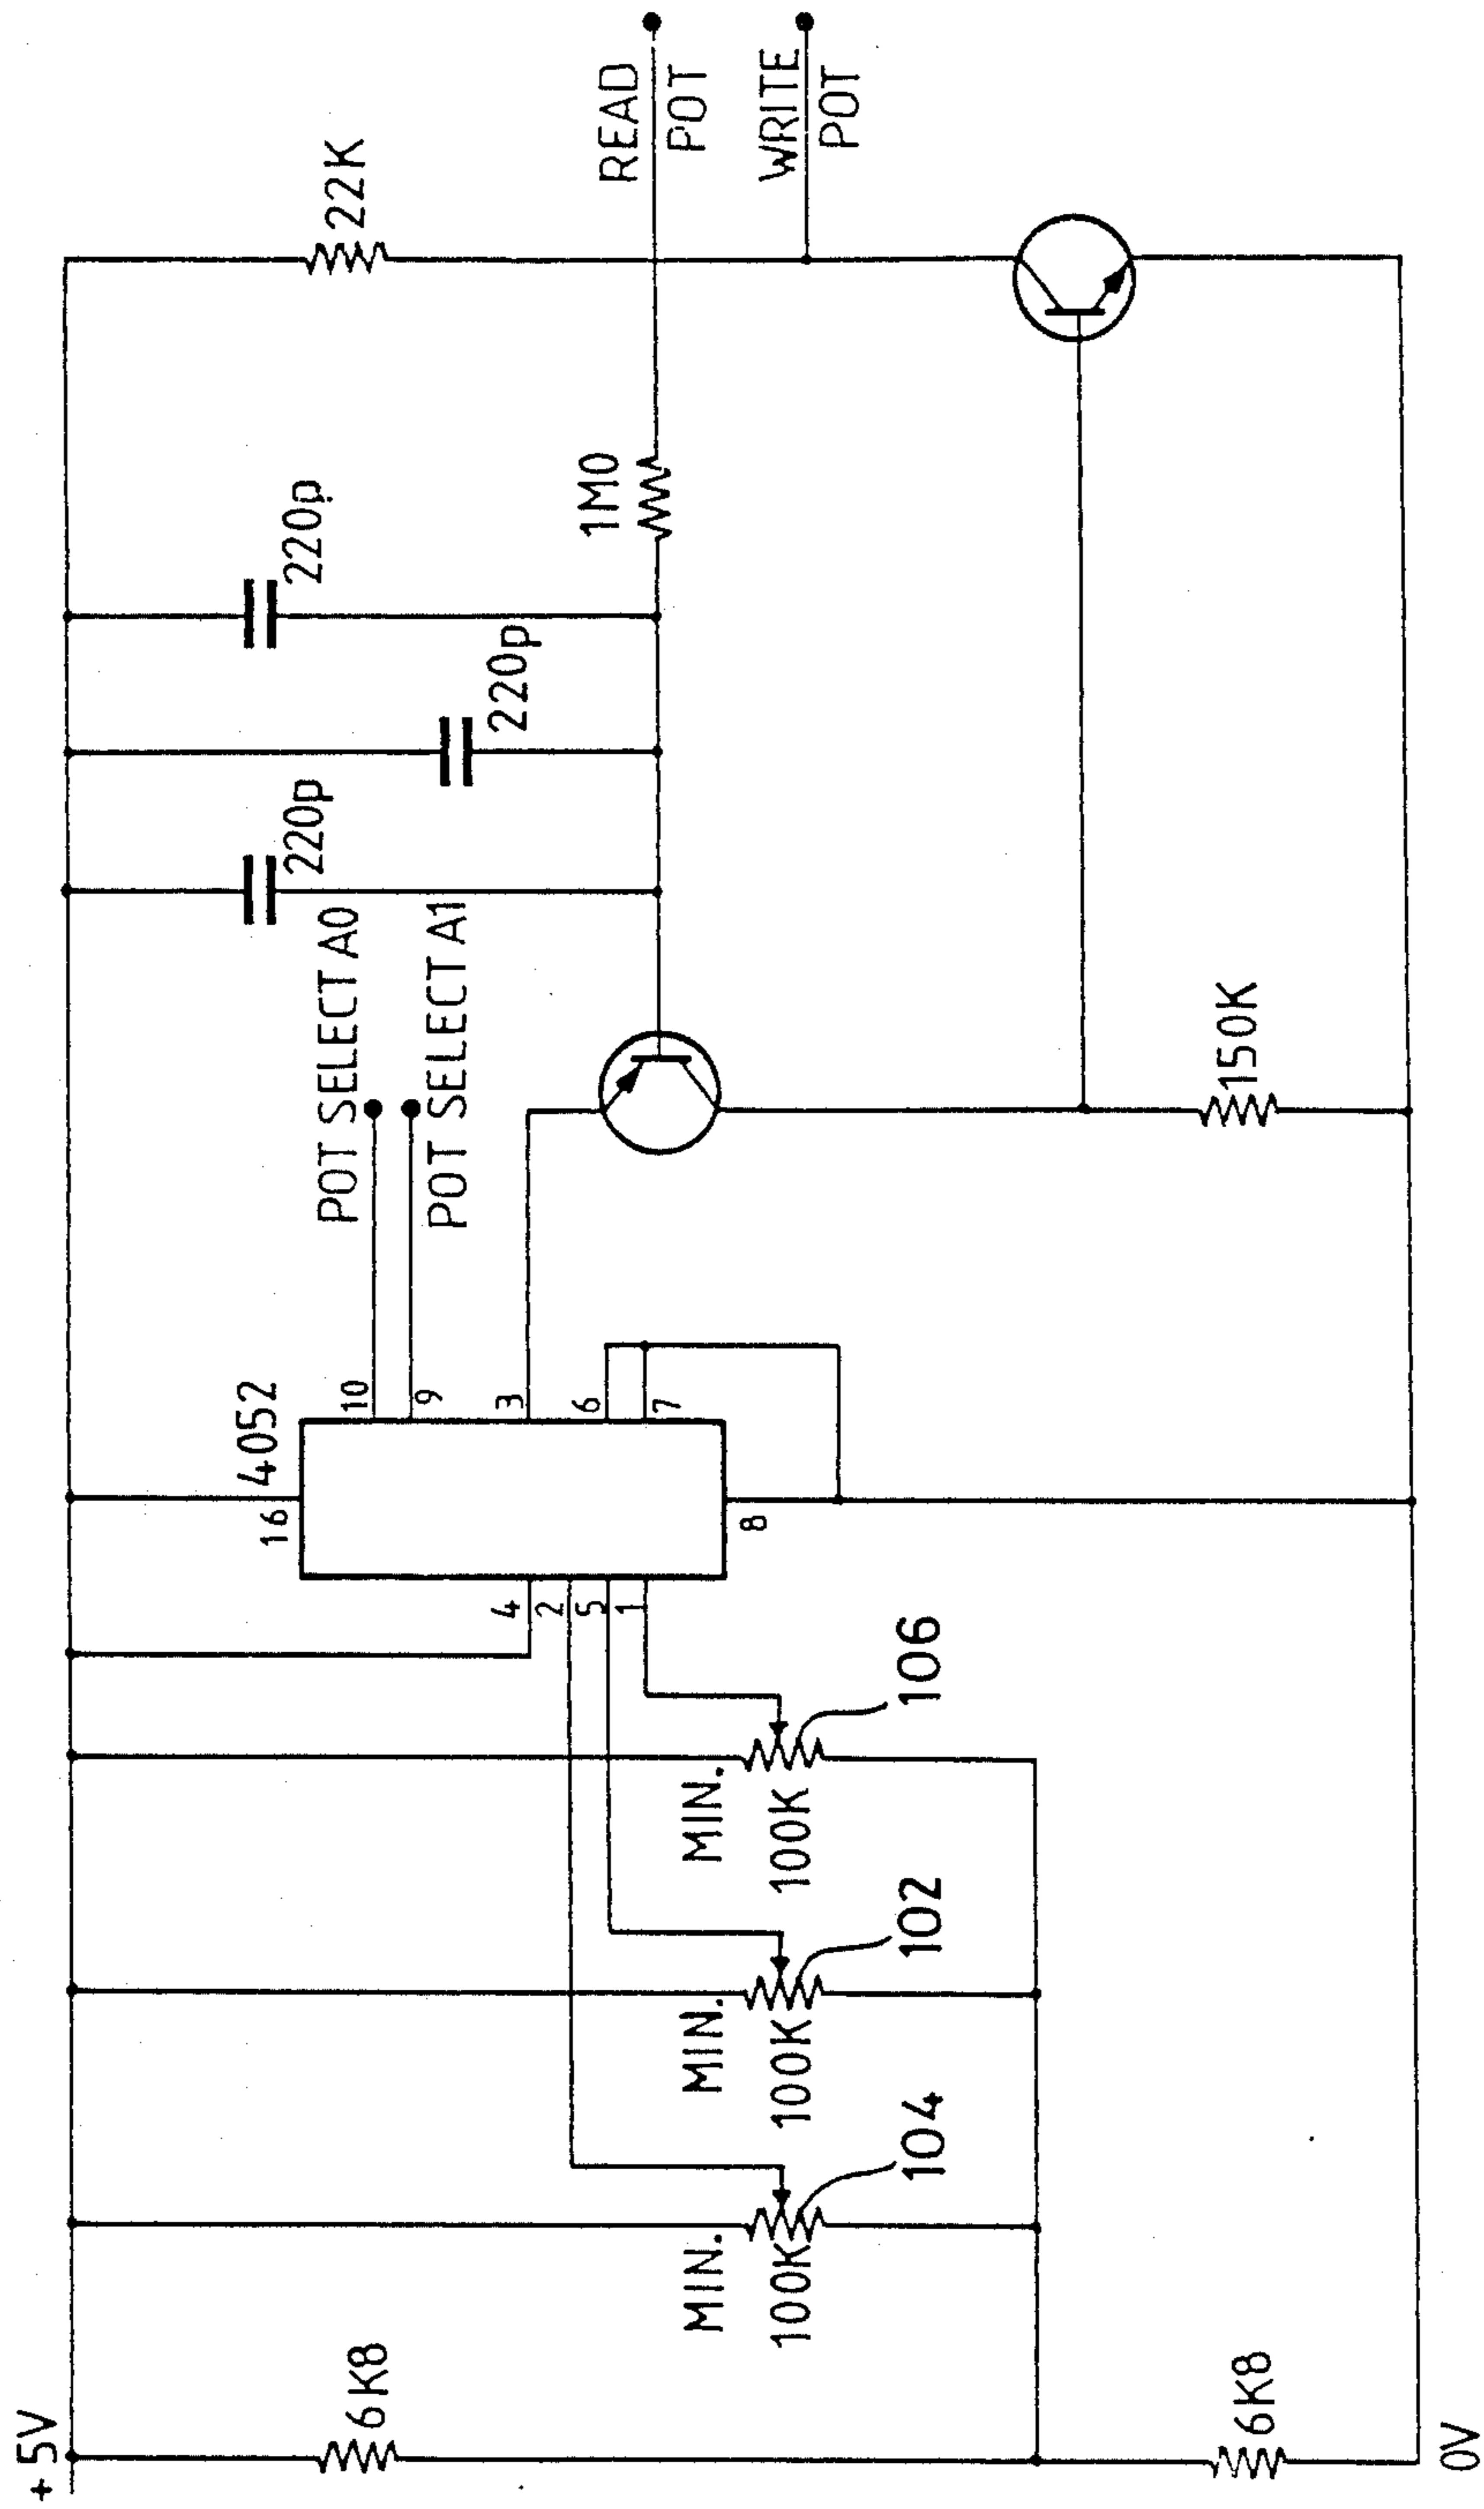 +5V
6K8
6K8
0V
MIN.
100K
104
MIN.
100K
102
MIN.
100K
106
4052
16
10
9
3
6
7
8
4
2
5
1
POT SELECT A0
POT SELECT A1
220p
220p
220p
1M0
150K
22K
READ
POT
WRITE
POT